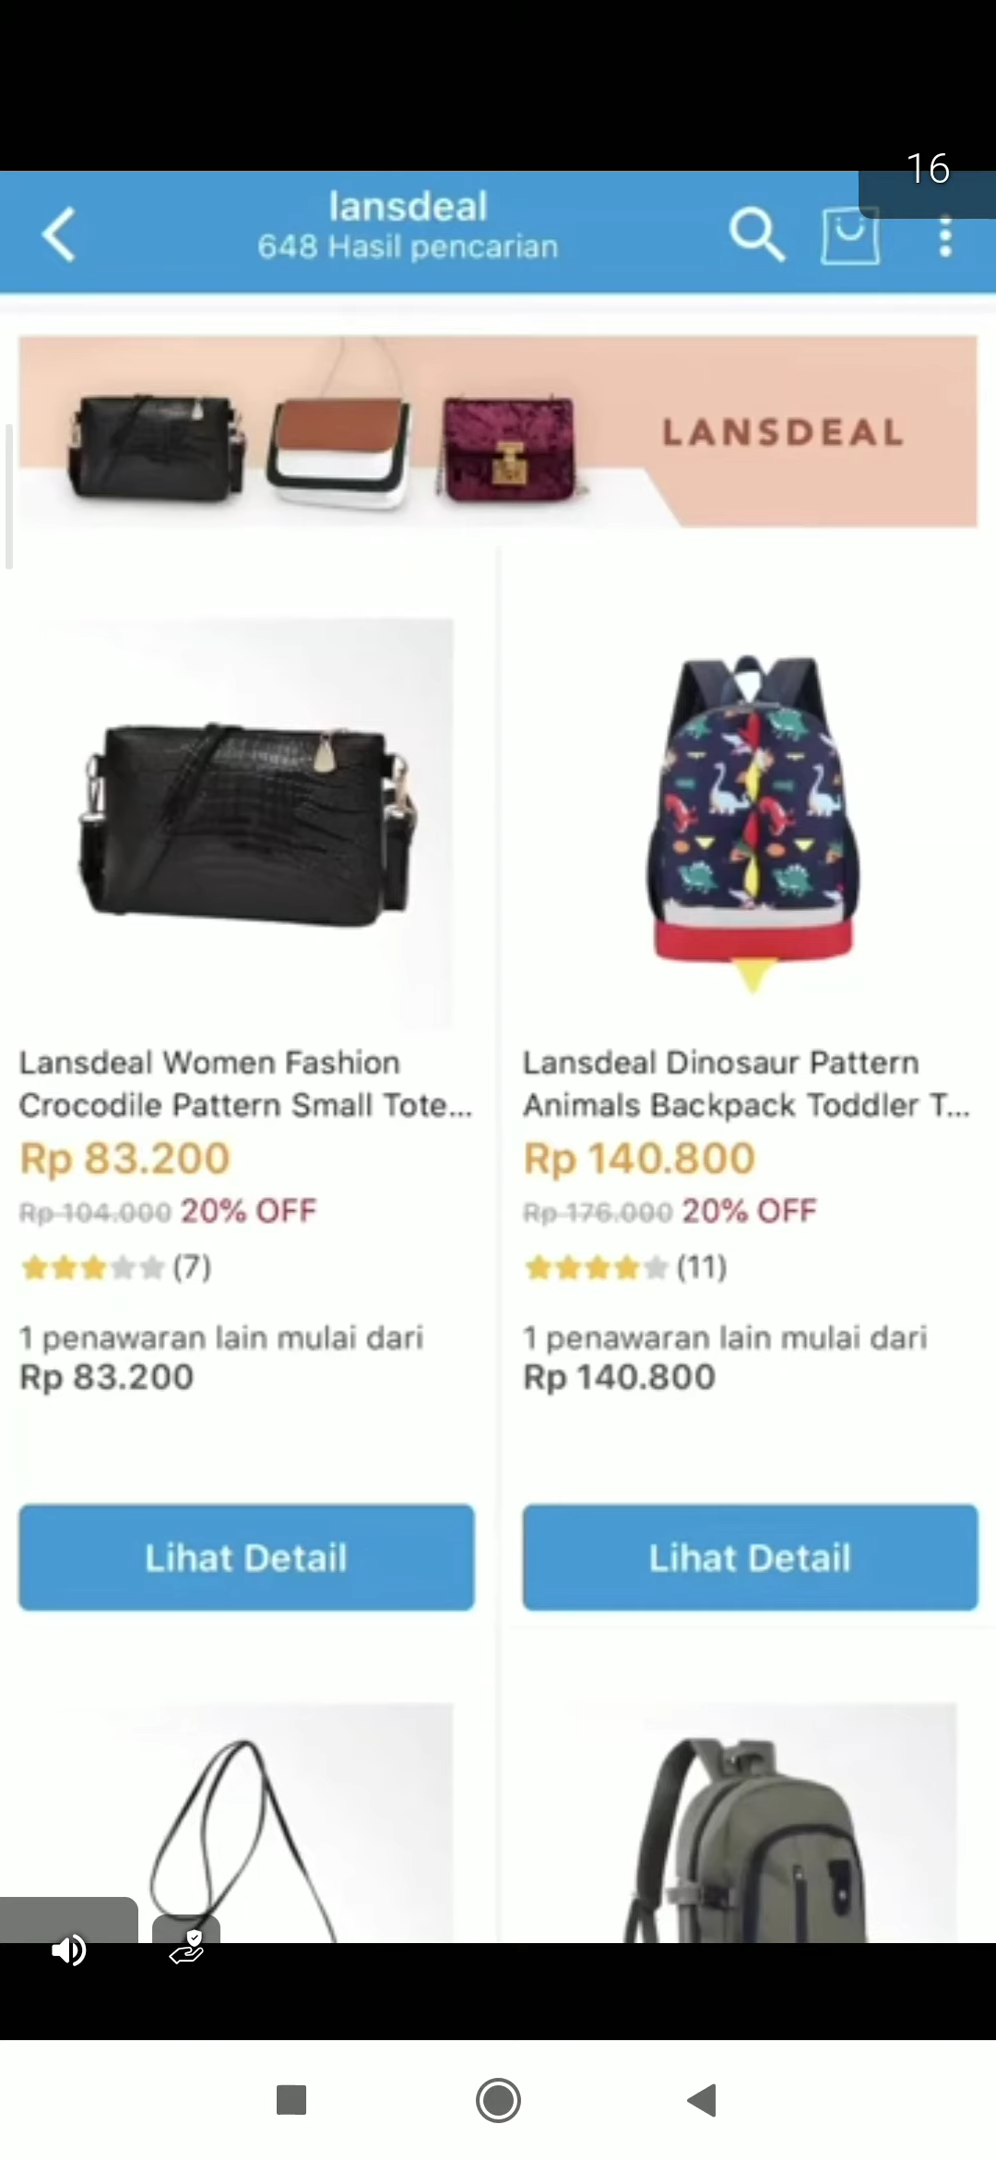 16
lansdeal
648 Hasil pencarian
LANSDEAL
Lansdeal Women Fashion
Crocodile Pattern Small Tote...
Rp 83.200
Rp 104.000 20% OFF
(7)
1 penawaran lain mulai dari
Rp 83.200
Lihat Detail
Lansdeal Dinosaur Pattern
Animals Backpack Toddler T...
Rp 140.800
Rp 176.000 20% OFF
(11)
1 penawaran lain mulai dari
Rp 140.800
Lihat Detail